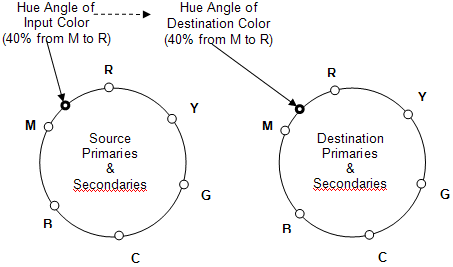 Hue Angle of
Input Color
(40% from M to R)
Hue Angle of
Destination Color
(40% from M to R)
R
Y
M
Source
Primaries
&
Secondaries
G
R
C
R
Y
M
Destination
Primaries
&
Secondaries
G
R
C